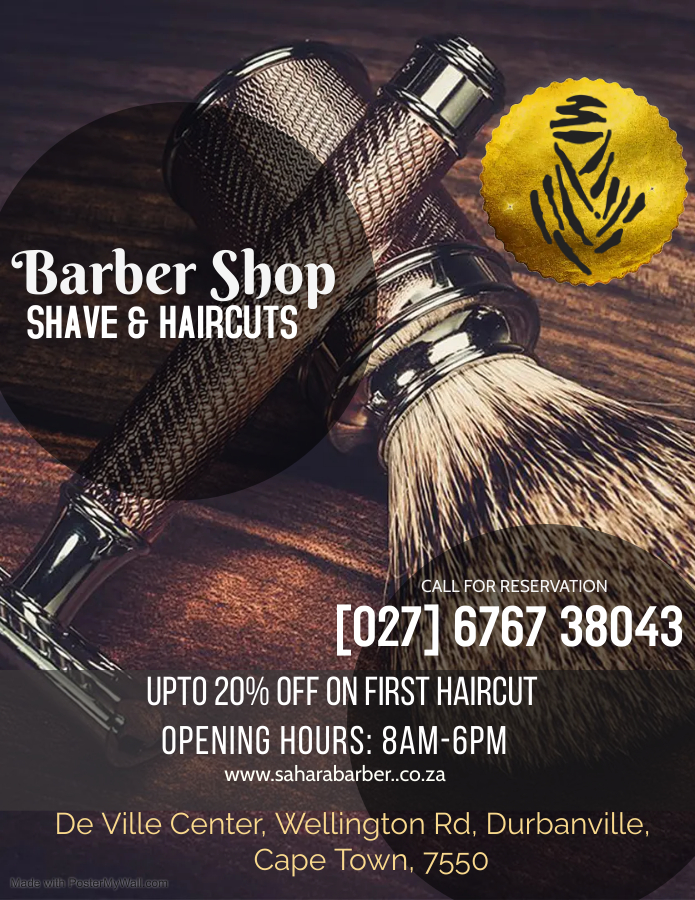 Barber Shop
SHAVE & HAIRCUTS
CALL FOR RESERVATION
[027] 6767 38043
UPTO 20% OFF ON FIRST HAIRCUT
OPENING HOURS: 8AM-6PM
www.saharabarber..co.za
De Ville Center, Wellington Rd, Durbanville,
Cape Town, 7550
Made with PosterMyWall.com